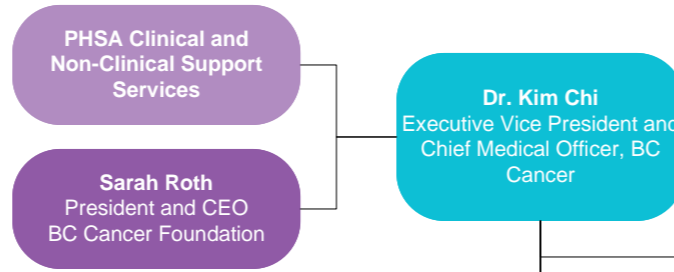 PHSA Clinical and
Non-Clinical Support
Services
Sarah Roth
President and CEO
BC Cancer Foundation
Dr. Kim Chi
Executive Vice President and
Chief Medical Officer, BC
Cancer